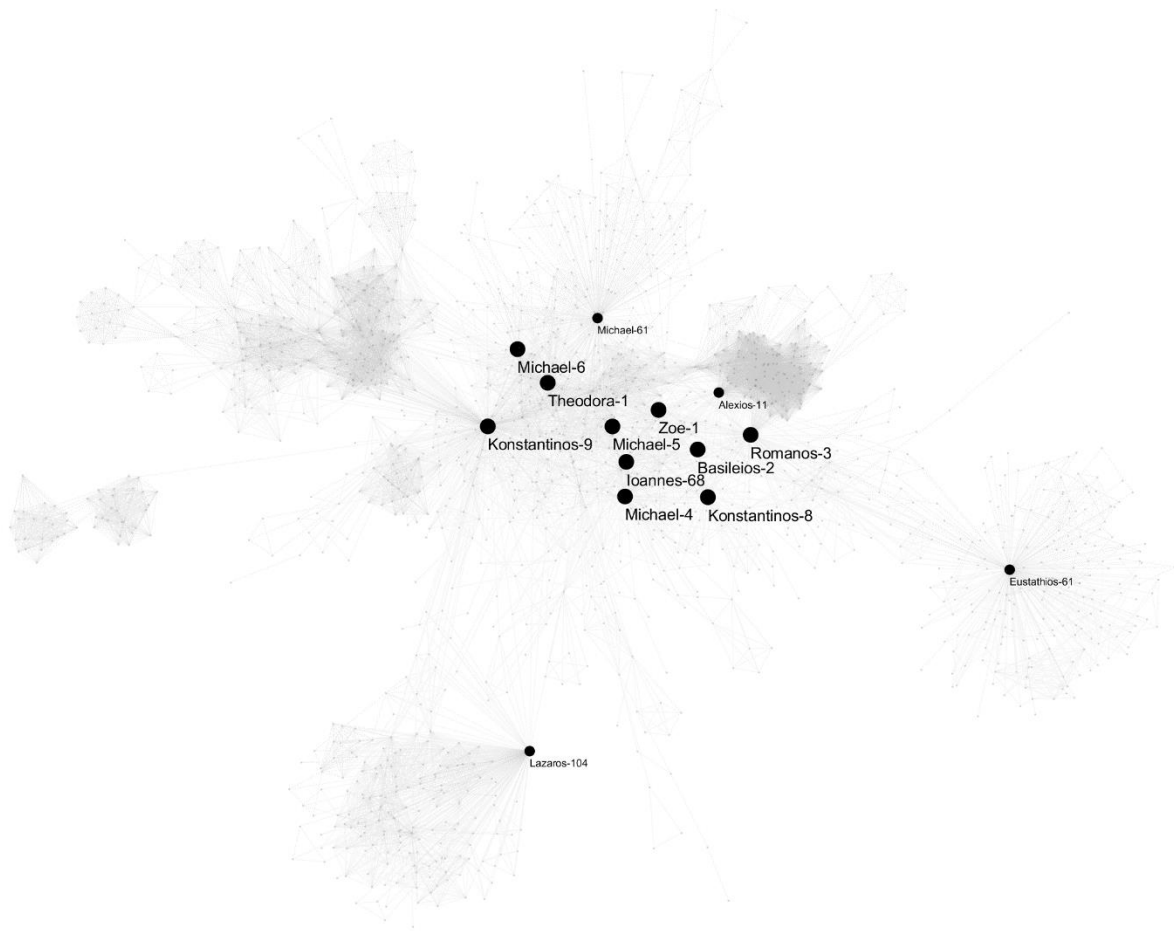 Michael-61
Michael-6
Theodora-1
Alexios-11
Zoe-1
Konstantinos-9
Michael-5
Romanos-3
Basileios-2
Ioannes-68
Michael-4
Konstantinos-8
Eustathios-61
Lazaros-104